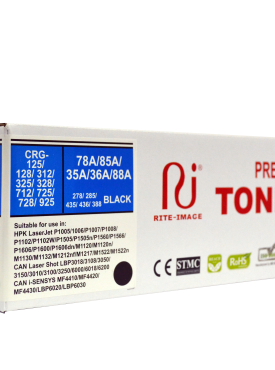 CRG-
125/
128/ 312/
325/ 328/
712/ 725/
728/ 925
78A/85A/
35A/36A/88A
278/ 285/
435/ 436/ 388
BLACK
Suitable for use in:
HPK LaserJet P1005/1006/P1007/P1008/
P1102/P1102W/P1505/P1505n/P1560/P1566
/P1606/P1600/P1606dn/M1120/M1120n/
M1130/M1132/M1212nf/M1217/M1522/M1522n
CAN Laser Shot LBP3018/3108/3050/
3150/3010/3100/3250/6000/6018/6200
CAN i-SENSYS MF4410/MF4420/
MF4430/LBP6020/LBP6030
RITE-IMAGE
PRE
TON
CE
STMC
RoHS